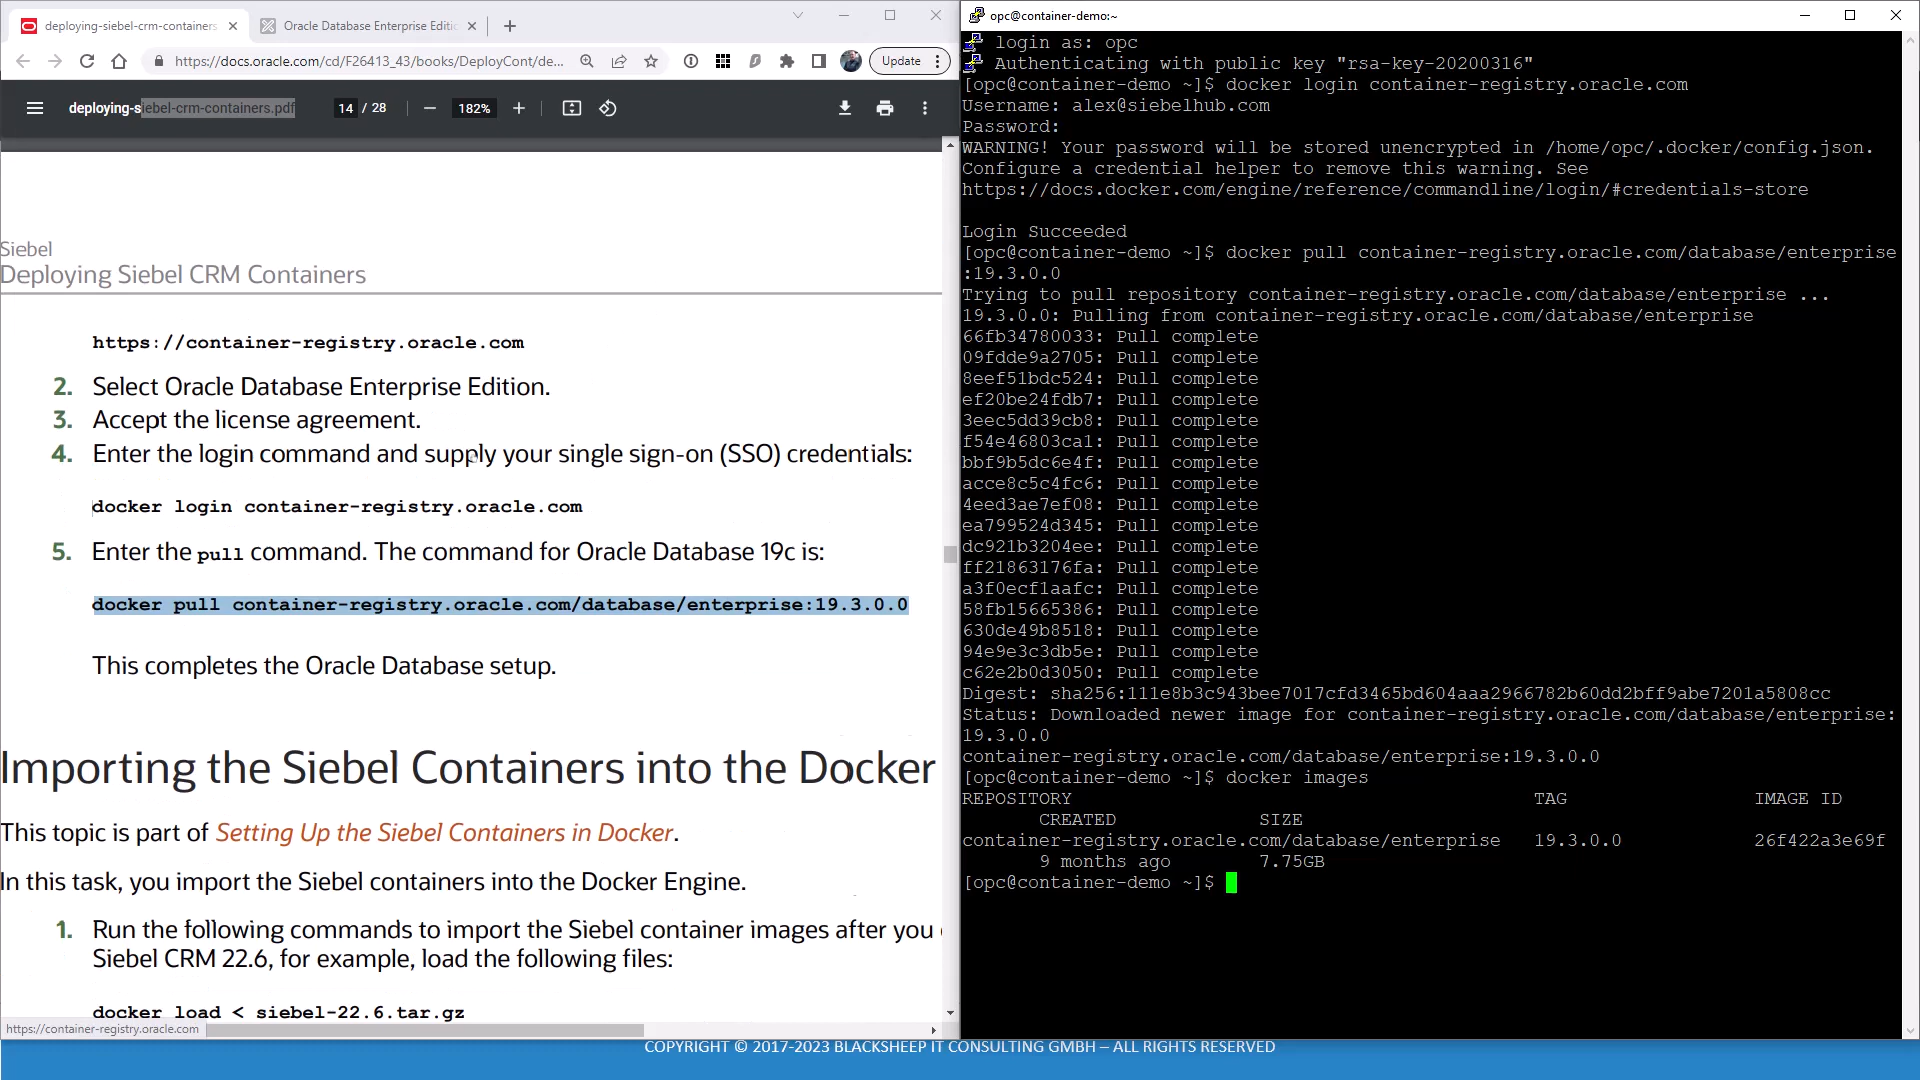 deploying-siebel-crm-containers
Oracle Database Enterprise Editi
https://docs.oracle.com/cd/F26413_43/books/DeployCont/de...
Update
deploying-siebel-crm-containers.pdf
14 / 28
182%
Siebel
Deploying Siebel CRM Containers
https://container-registry.oracle.com
2. Select Oracle Database Enterprise Edition.
3. Accept the license agreement.
4. Enter the login command and supply your single sign-on (SSO) credentials:
docker login container-registry.oracle.com
5. Enter the pull command. The command for Oracle Database 19c is:
docker pull container-registry.oracle.com/database/enterprise:19.3.0.0
This completes the Oracle Database setup.
Importing the Siebel Containers into the Docker
This topic is part of Setting Up the Siebel Containers in Docker.
In this task, you import the Siebel containers into the Docker Engine.
1. Run the following commands to import the Siebel container images after you
Siebel CRM 22.6, for example, load the following files:
docker load < siebel-22.6.tar.gz
https://container-registry.oracle.com
opc@container-demo:~
login as: opc
Authenticating with public key "rsa-key-20200316"
[opc@container-demo ~]$ docker login container-registry.oracle.com
Username: alex@siebelhub.com
Password:
WARNING! Your password will be stored unencrypted in /home/opc/.docker/config.json.
Configure a credential helper to remove this warning. See
https://docs.docker.com/engine/reference/commandline/login/#credentials-store
Login Succeeded
[opc@container-demo ~]$ docker pull container-registry.oracle.com/database/enterprise
:19.3.0.0
Trying to pull repository container-registry.oracle.com/database/enterprise ...
19.3.0.0: Pulling from container-registry.oracle.com/database/enterprise
66fb34780033: Pull complete
09fdde9a2705: Pull complete
8eef51bdc524: Pull complete
ef20be24fdb7: Pull complete
3eec5dd39cb8: Pull complete
f54e46803ca1: Pull complete
bbf9b5dc6e4f: Pull complete
acce8c5c4fc6: Pull complete
4eed3ae7ef08: Pull complete
ea799524d345: Pull complete
dc921b3204ee: Pull complete
ff21863176fa: Pull complete
a3f0ecf1aafc: Pull complete
58fb15665386: Pull complete
630de49b8518: Pull complete
94e9e3c3db5e: Pull complete
c62e2b0d3050: Pull complete
Digest: sha256:111e8b3c943bee7017cfd3465bd604aaa2966782b60dd2bff9abe7201a5808cc
Status: Downloaded newer image for container-registry.oracle.com/database/enterprise:
19.3.0.0
container-registry.oracle.com/database/enterprise:19.3.0.0
[opc@container-demo ~]$ docker images
REPOSITORY TAG IMAGE ID
CREATED SIZE
container-registry.oracle.com/database/enterprise 19.3.0.0 26f422a3e69f
9 months ago 7.75GB
[opc@container-demo ~]$
COPYRIGHT © 2017-2023 BLACKSHEEP IT CONSULTING GMBH – ALL RIGHTS RESERVED